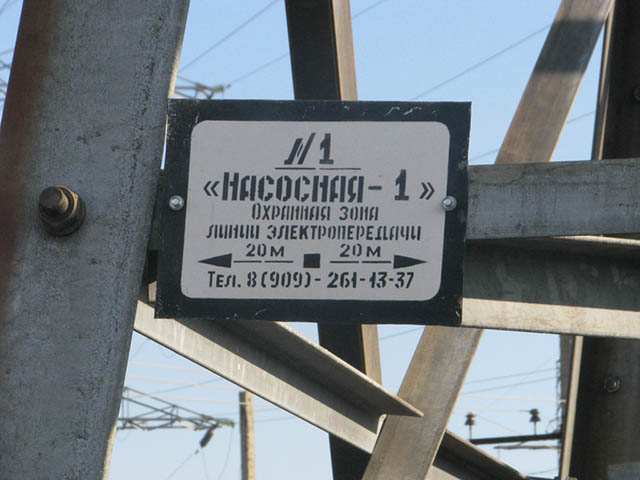 №1
«НАСОСНАЯ-1»
ОХРАННАЯ ЗОНА
ЛИНИИ ЭЛЕКТРОПЕРЕДАЧИ
20М 20М
ТЕЛ. 8(909)-261-13-37